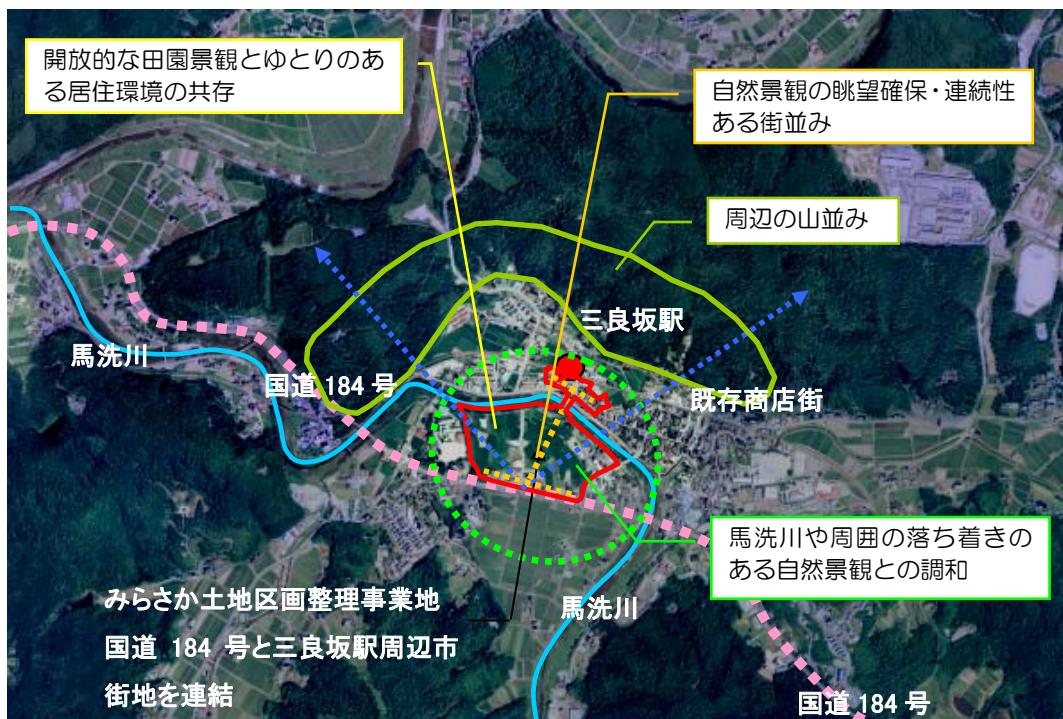 開放的な田園景観とゆとりのあ
る居住環境の共存
自然景観の眺望確保・連続性
ある街並み
周辺の山並み
三良坂駅
馬洗川
国道 184 号
既存商店街
馬洗川や周囲の落ち着きの
ある自然景観との調和
みらさか土地区画整理事業地
国道 184 号と三良坂駅周辺市
街地を連結
馬洗川
国道 184 号